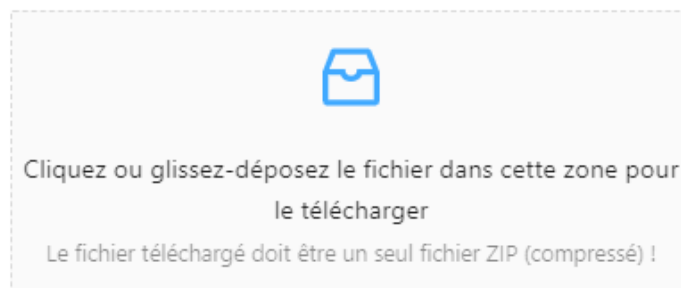 Cliquez ou glissez-déposez le fichier dans cette zone pour
le télécharger
Le fichier téléchargé doit être un seul fichier ZIP (compressé) !